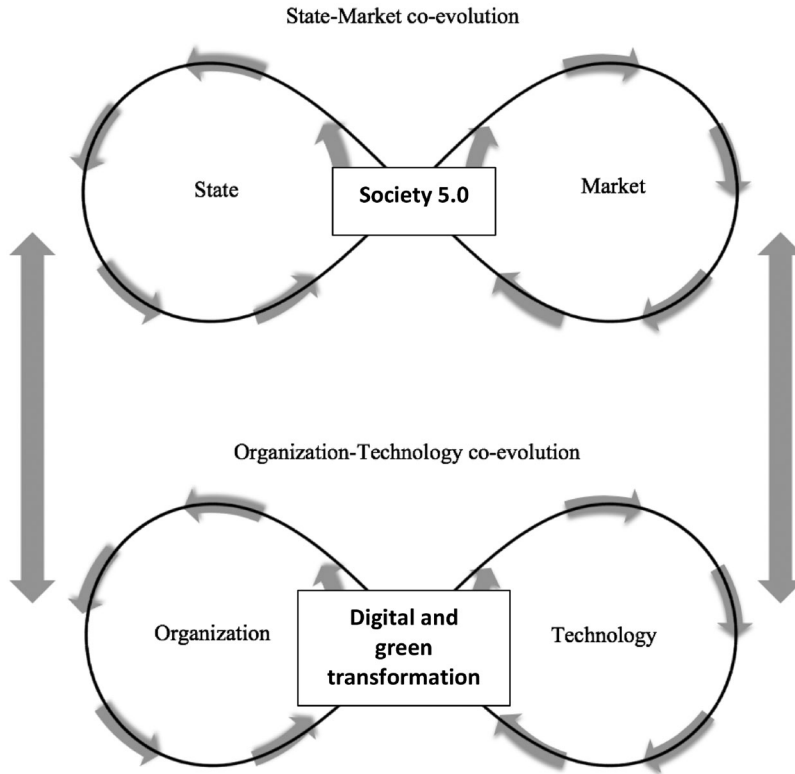 State-Market co-evolution
State
Society 5.0
Market
Organization-Technology co-evolution
Organization
Digital and
green
transformation
Technology